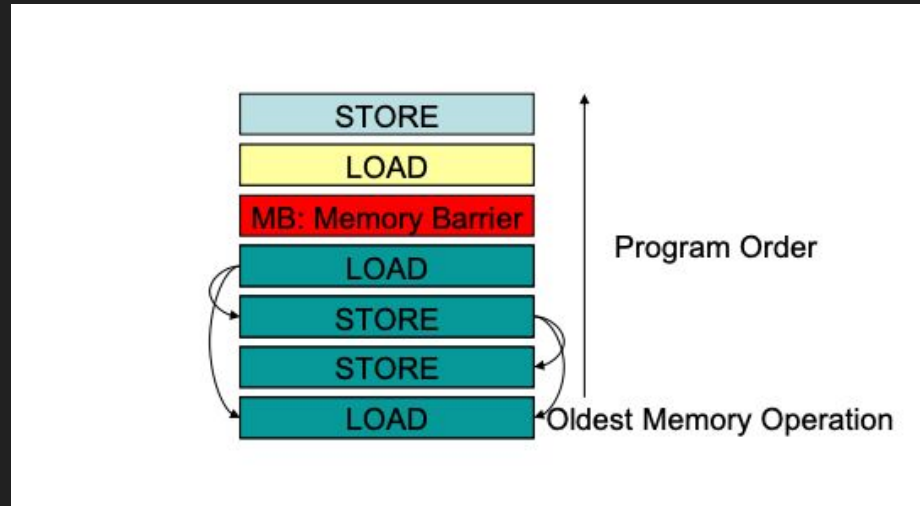 STORE
LOAD
MB: Memory Barrier
LOAD
Program Order
STORE
STORE
LOAD
Oldest Memory Operation